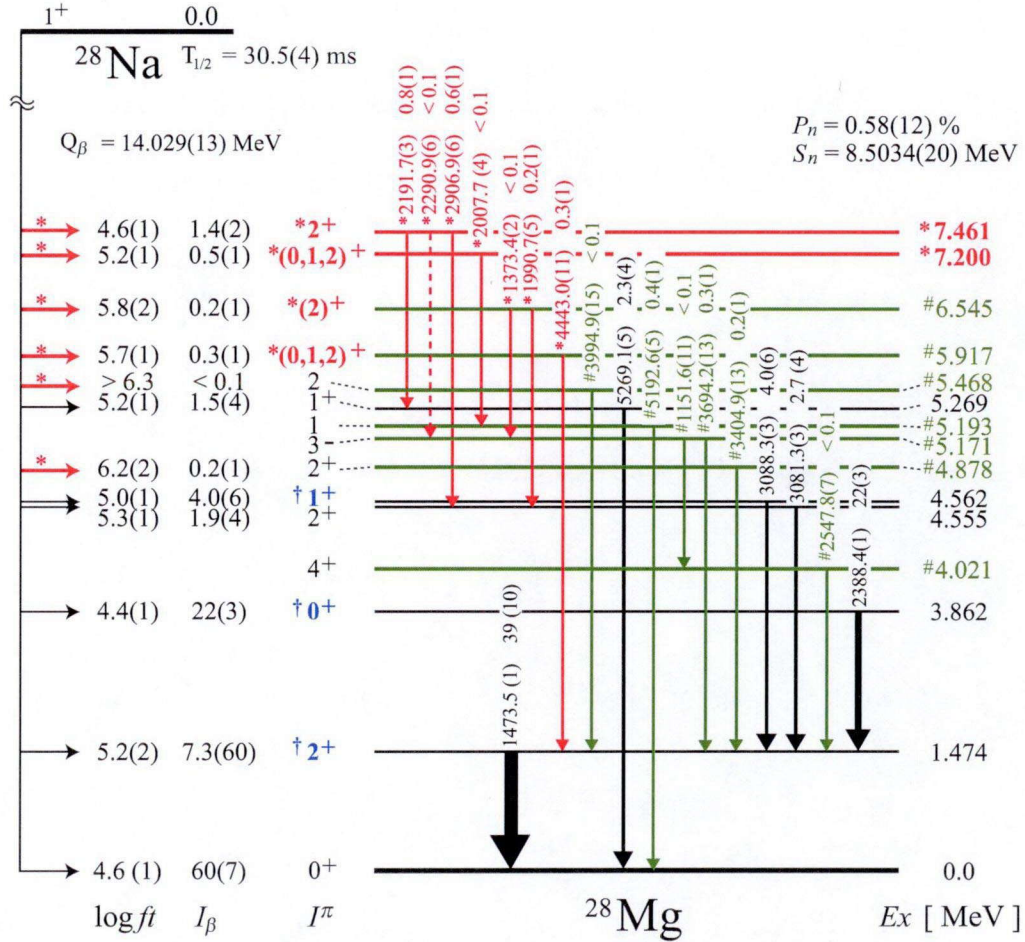 1⁺ 0.0
²⁸Na T₁/₂ = 30.5(4) ms
Q_β = 14.029(13) MeV
P_n = 0.58(12) %
S_n = 8.5034(20) MeV
*2191.7(3) 0.8(1)
*2290.9(6) < 0.1
*2906.9(6) 0.6(1)
*2007.7 (4) < 0.1
*1373.4(2) < 0.1
*1990.7(5) 0.2(1)
*4443.0(11) 0.3(1)
#3994.9(15) < 0.1
5269.1(5) 2.3(4)
#5192.6(5) 0.4(1)
#1151.6(11) < 0.1
#3694.2(13) 0.3(1)
#3404.9(13) 0.2(1)
3088.3(3) 4.0(6)
3081.3(3) 2.7 (4)
#2547.8(7) < 0.1
2388.4(1) 22(3)
1473.5 (1) 39 (10)
* 4.6(1) 1.4(2) *2⁺ *7.461
* 5.2(1) 0.5(1) *(0,1,2)⁺ *7.200
* 5.8(2) 0.2(1) *(2)⁺ #6.545
* 5.7(1) 0.3(1) *(0,1,2)⁺ #5.917
* > 6.3 < 0.1 2 #5.468
5.2(1) 1.5(4) 1⁺ 5.269
1 #5.193
3 #5.171
* 6.2(2) 0.2(1) 2⁺ #4.878
5.0(1) 4.0(6) †1⁺ 4.562
5.3(1) 1.9(4) 2⁺ 4.555
4⁺ #4.021
4.4(1) 22(3) †0⁺ 3.862
5.2(2) 7.3(60) †2⁺ 1.474
4.6 (1) 60(7) 0⁺ 0.0
log ft I_β I^π ²⁸Mg Ex [ MeV ]